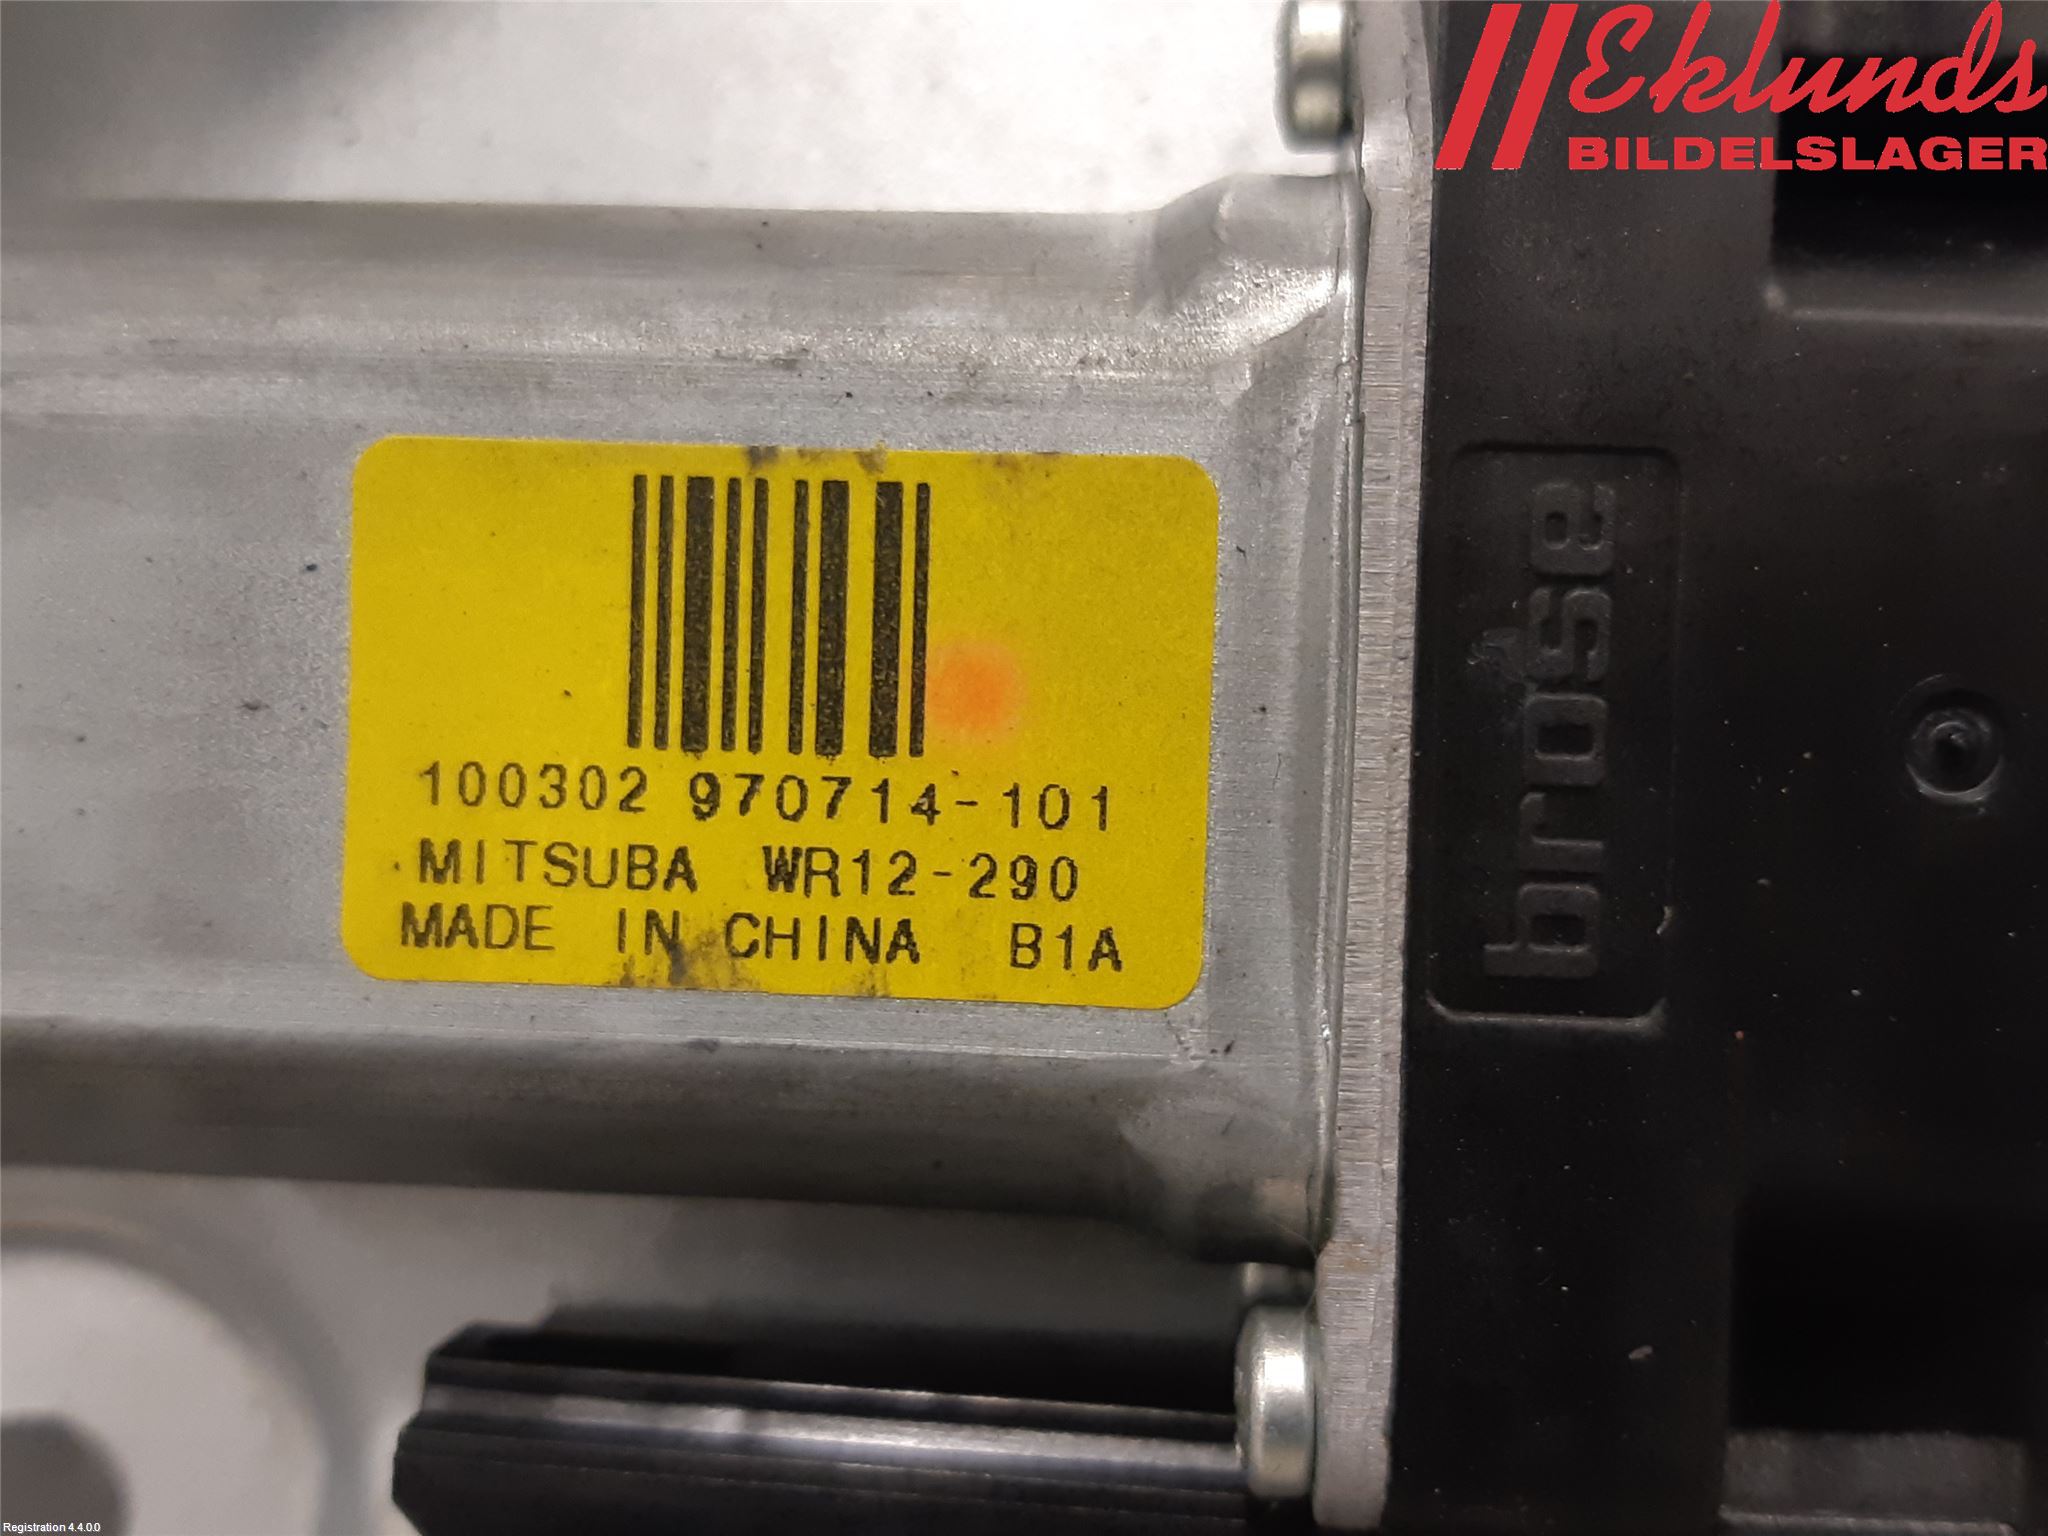 Eklunds
BILDELSLAGER
100302 970714-101
MITSUBA WR12-290
MADE IN CHINA B1A
brose
Registration 4.4.0.0